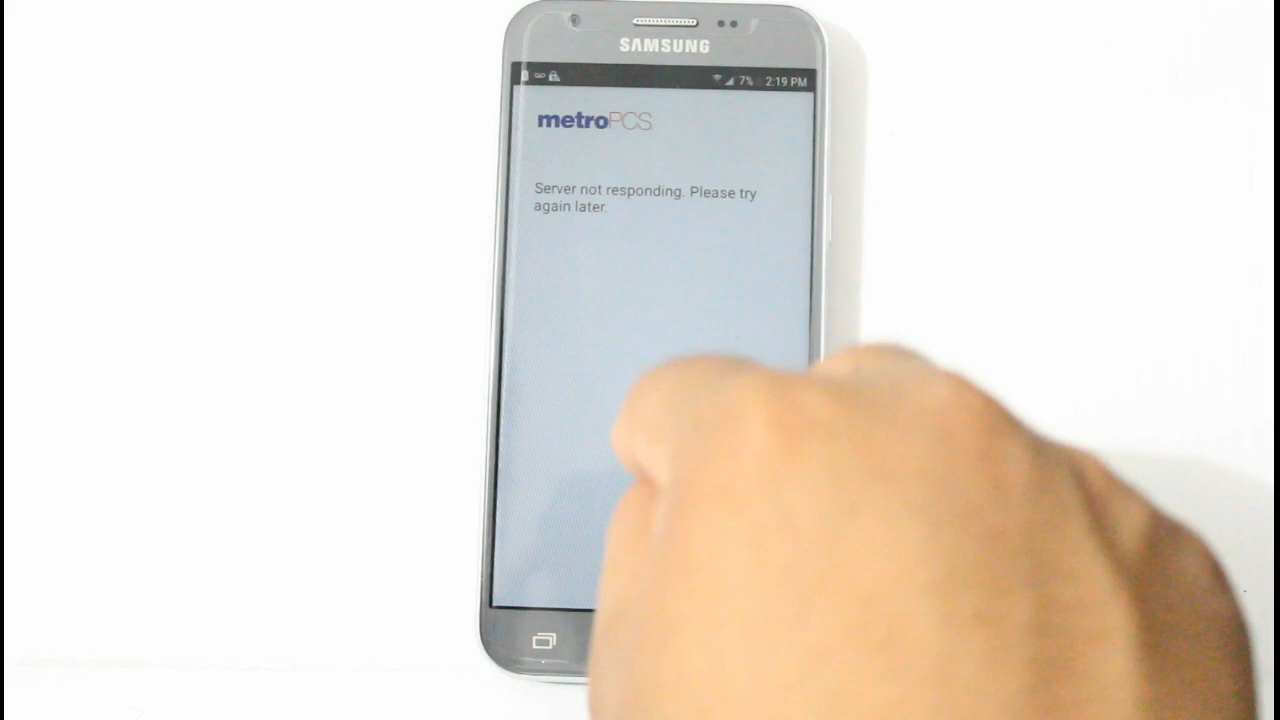 SAMSUNG
7% 2:19 PM
metroPCS
Server not responding. Please try
again later.